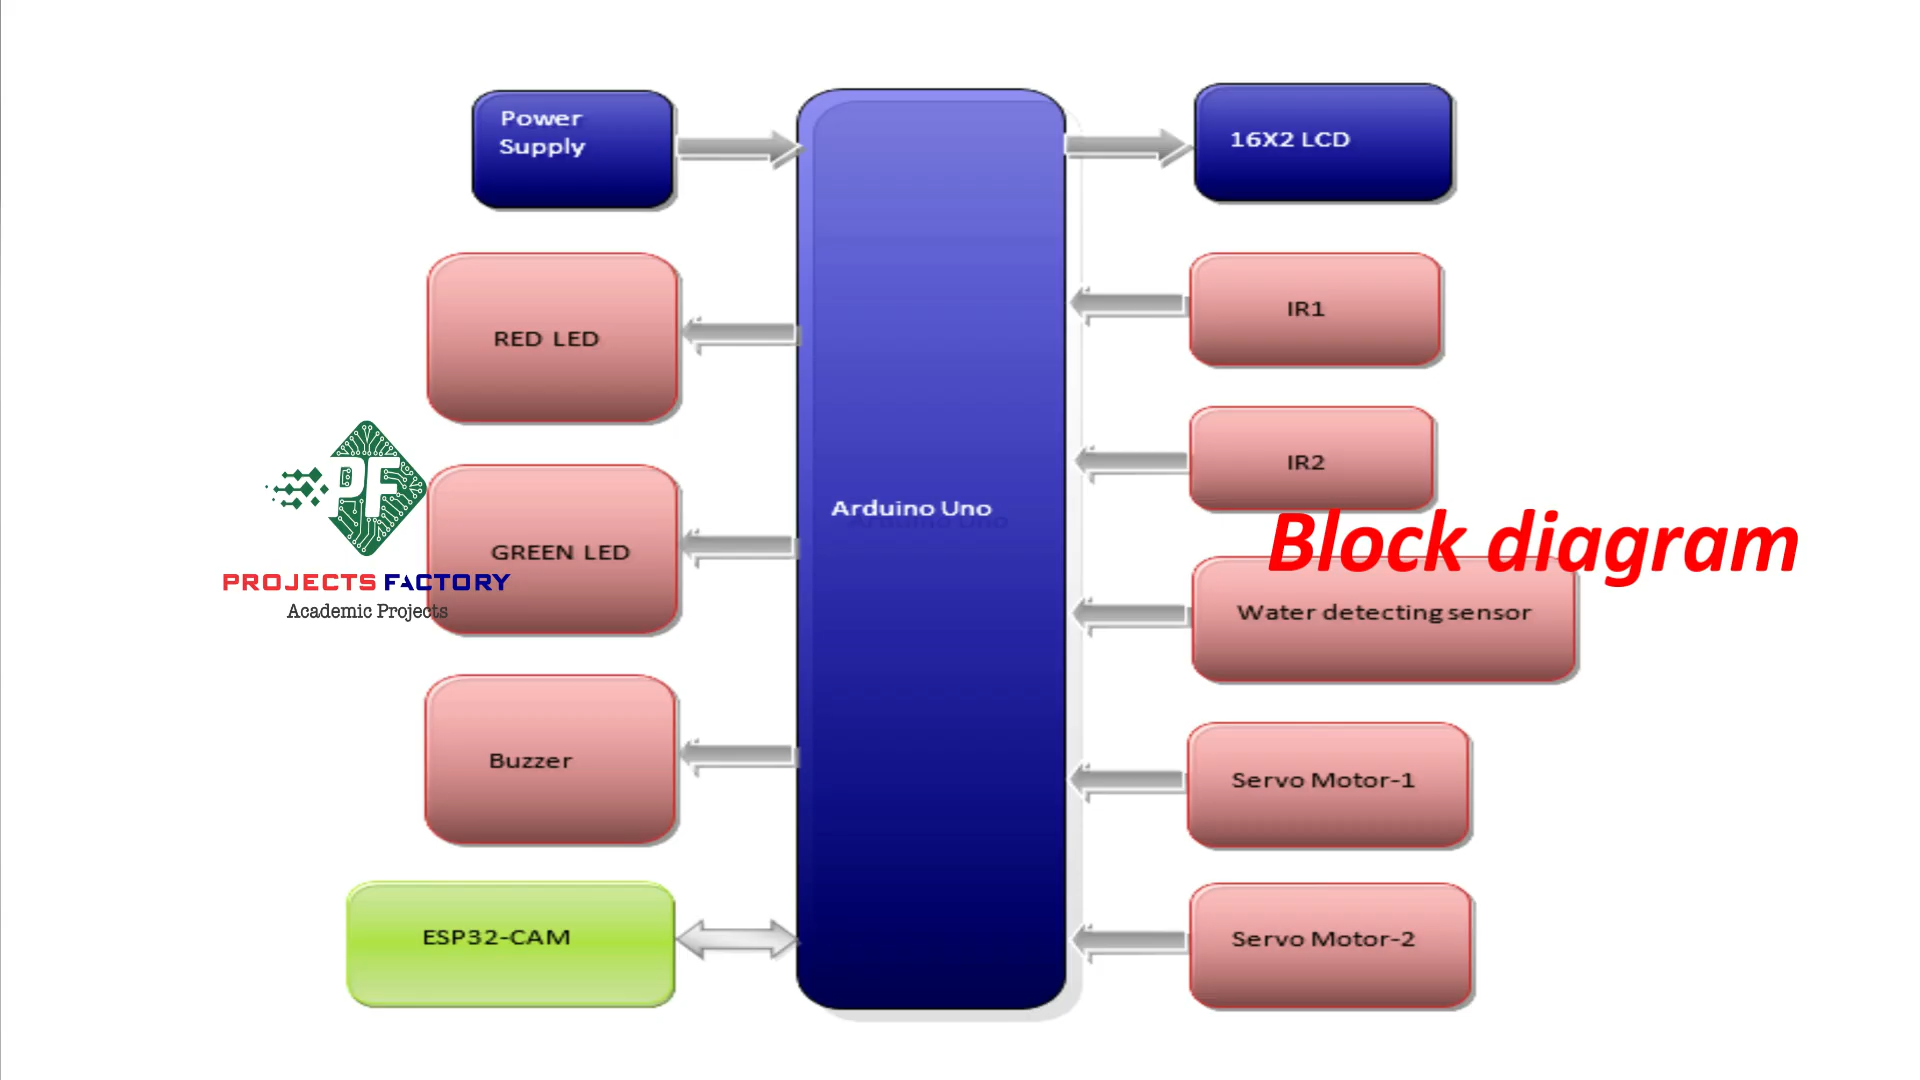 Power
Supply
16X2 LCD
RED LED
IR1
IR2
Arduino Uno
Block diagram
GREEN LED
PF
PROJECTS FACTORY
Academic Projects
Water detecting sensor
Buzzer
Servo Motor-1
ESP32-CAM
Servo Motor-2